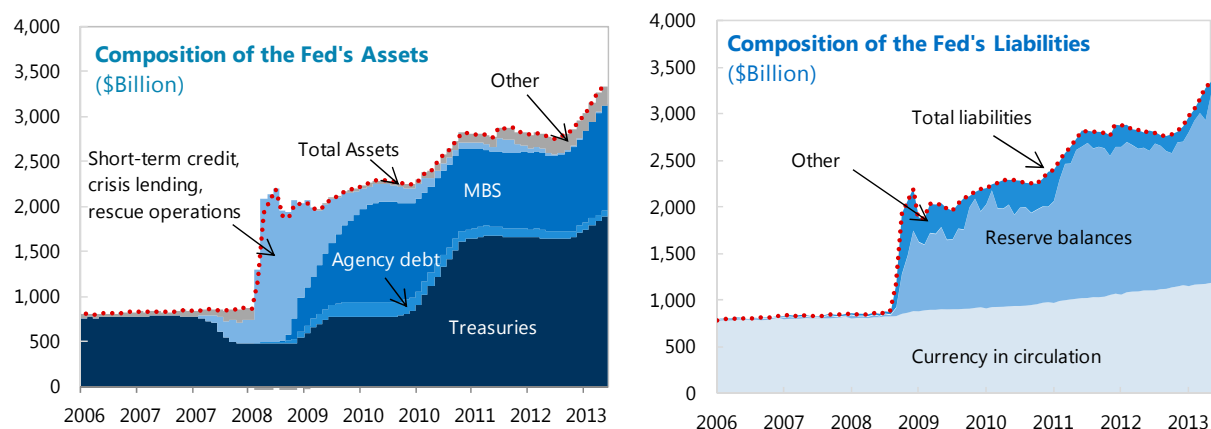 Composition of the Fed's Assets
($Billion)
4,000
3,500
3,000
2,500
2,000
1,500
1,000
500
0
Other
Total Assets
Short-term credit,
crisis lending,
rescue operations
MBS
Agency debt
Treasuries
2006 2007 2007 2008 2009 2010 2010 2011 2012 2013
Composition of the Fed's Liabilities
($Billion)
4,000
3,500
3,000
2,500
2,000
1,500
1,000
500
0
Total liabilities
Other
Reserve balances
Currency in circulation
2006 2007 2008 2009 2010 2011 2012 2013